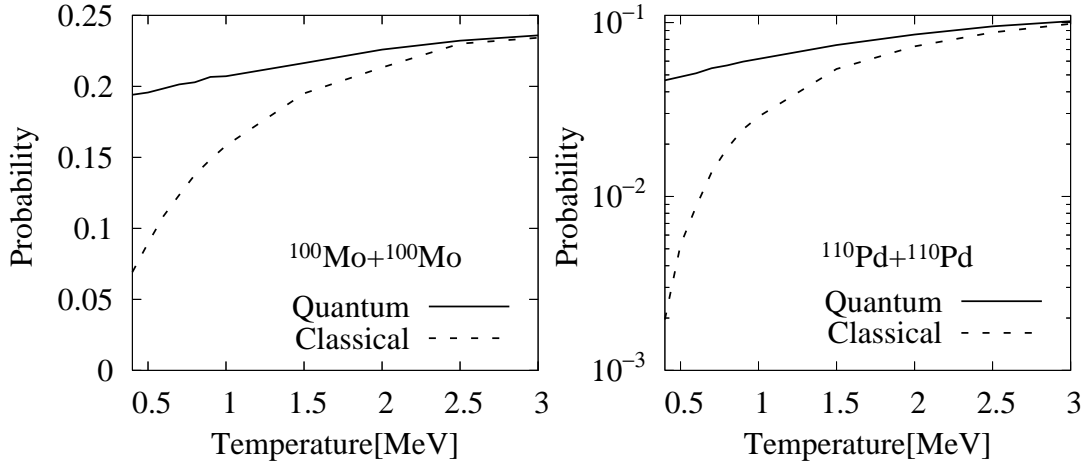 0.25
0.2
0.15
0.1
0.05
0
Probability
¹⁰⁰Mo+¹⁰⁰Mo
Quantum
Classical
0.5 1 1.5 2 2.5 3
Temperature[MeV]
10⁻¹
10⁻²
10⁻³
Probability
¹¹⁰Pd+¹¹⁰Pd
Quantum
Classical
0.5 1 1.5 2 2.5 3
Temperature[MeV]